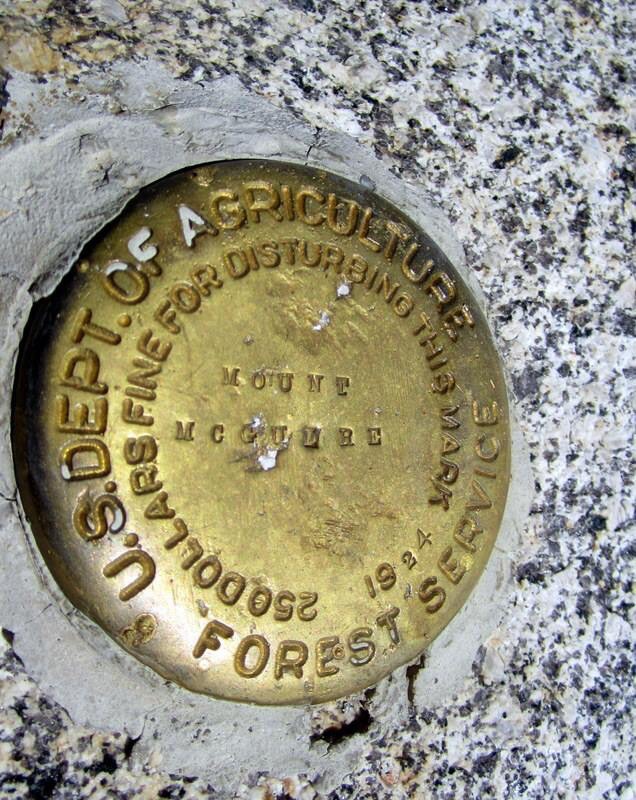 U.S. DEPT. OF AGRICULTURE
FOREST SERVICE
250 DOLLARS FINE FOR DISTURBING THIS MARK
MOUNT
MCGUIRE
1924